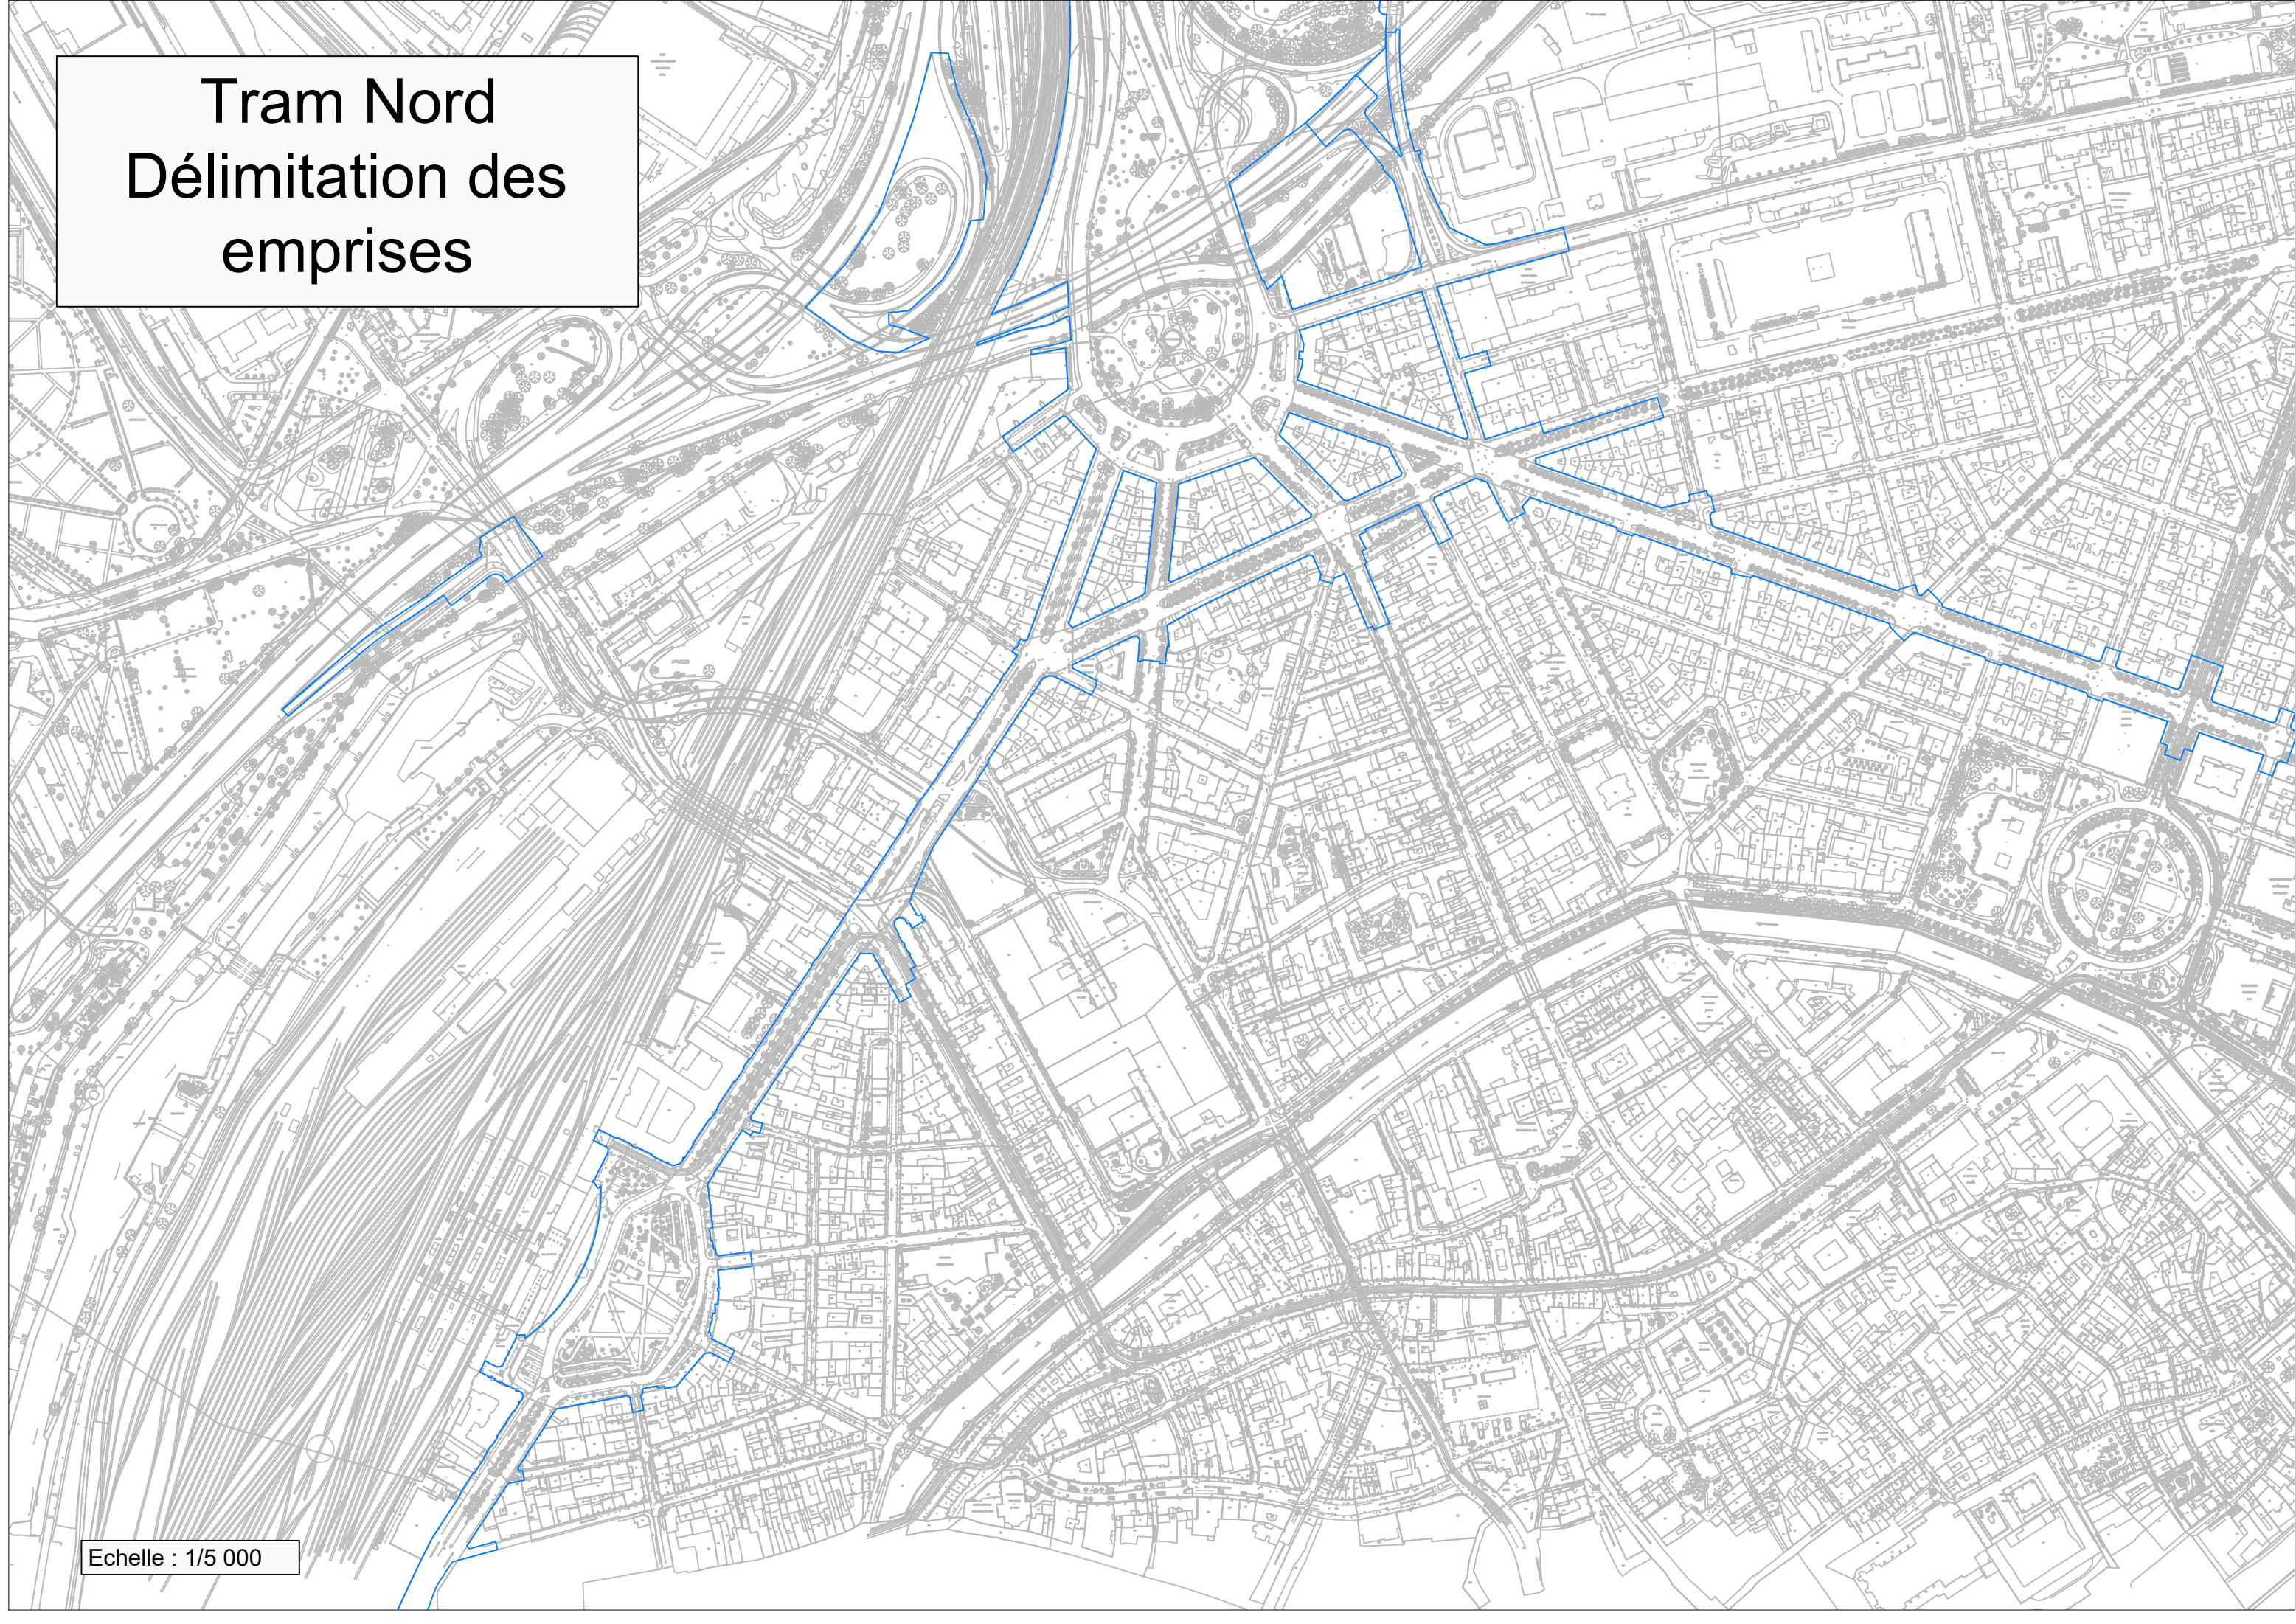 Tram Nord
Délimitation des
emprises
Echelle : 1/5 000